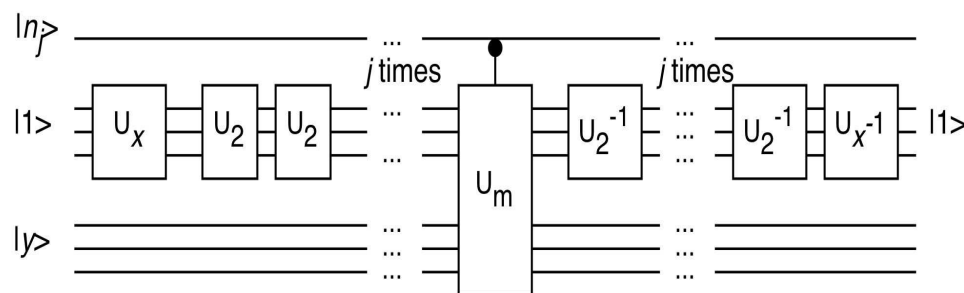 |n_j> ... ...
j times j times
|1> U_x U_2 U_2 ... U_2^-1 ... U_2^-1 U_x^-1 |1>
... ...
... ...
U_m
|y> ... ...
... ...
... ...